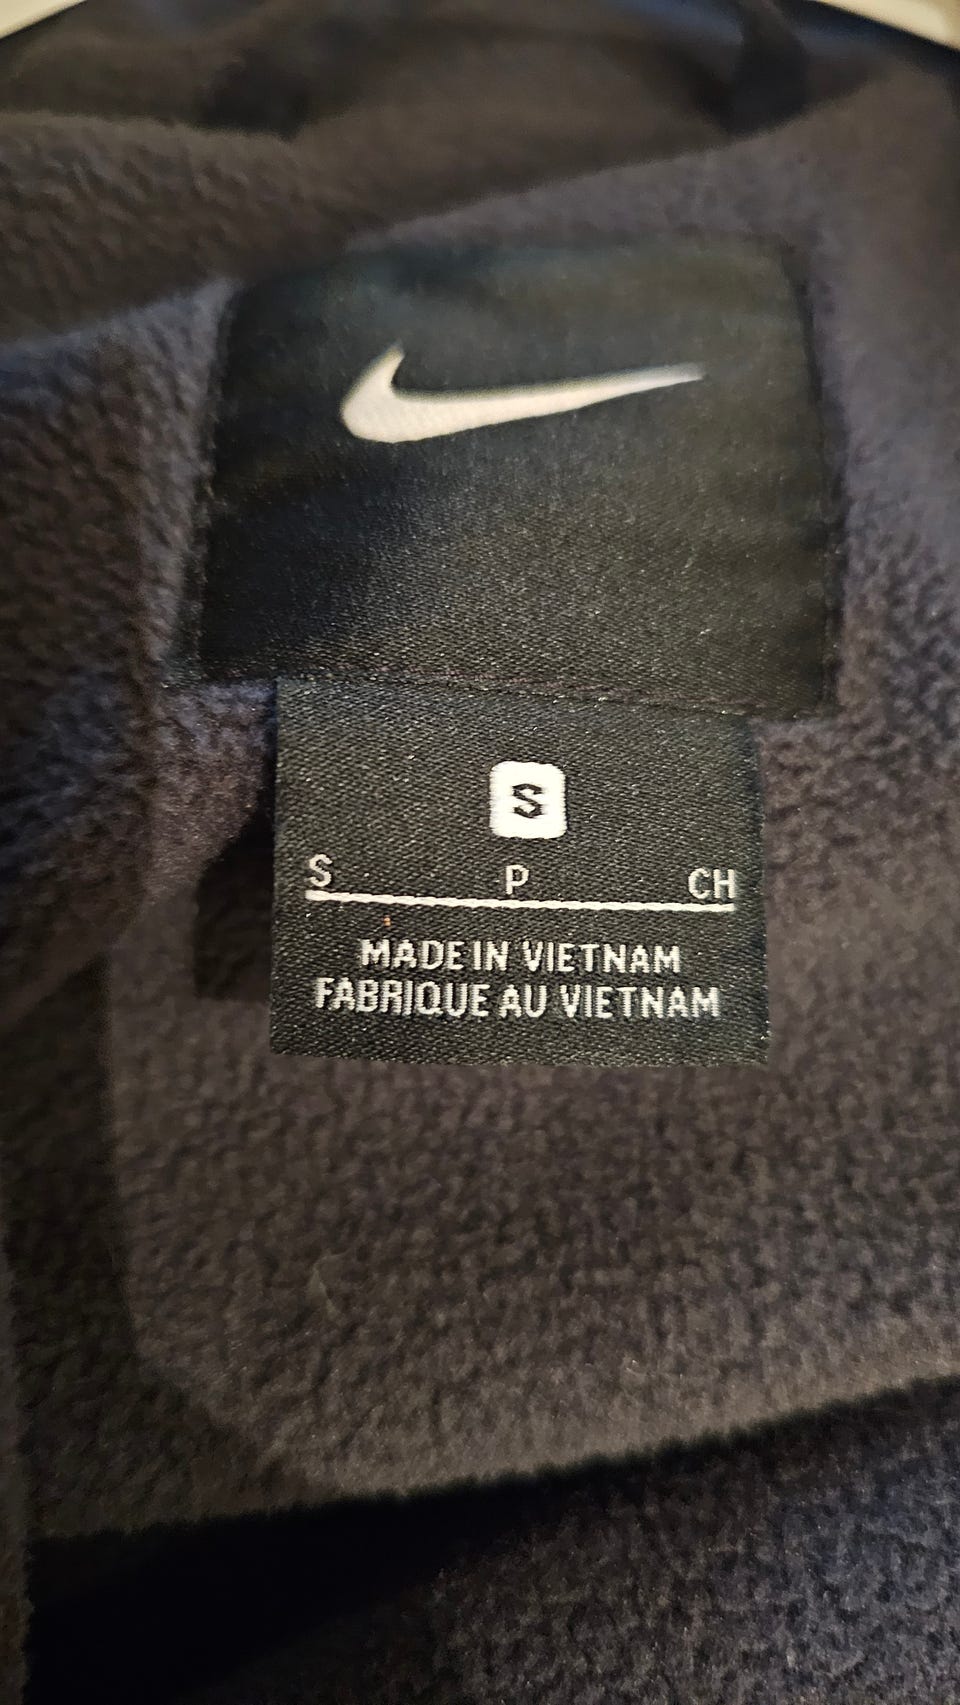 S
S P CH
MADE IN VIETNAM
FABRIQUE AU VIETNAM